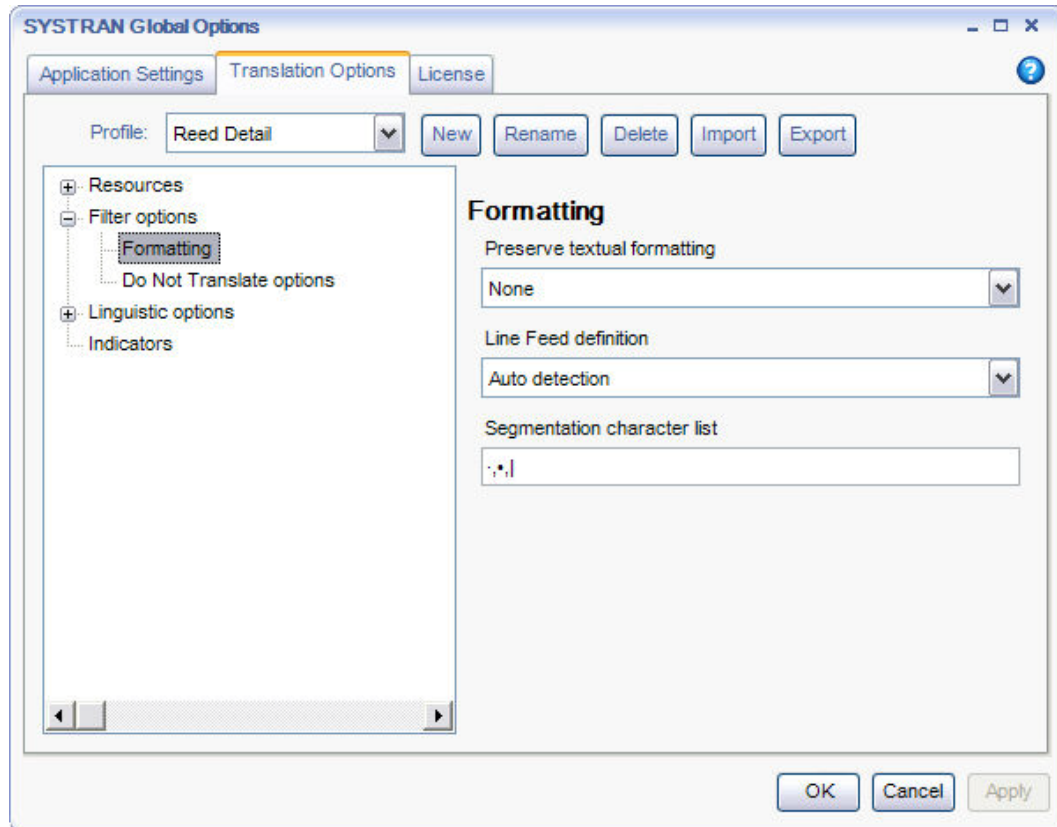 SYSTRAN Global Options
Application Settings Translation Options License
Profile: Reed Detail New Rename Delete Import Export
Resources
Filter options
Formatting
Do Not Translate options
Linguistic options
Indicators
Formatting
Preserve textual formatting
None
Line Feed definition
Auto detection
Segmentation character list
·,•,|
OK Cancel Apply